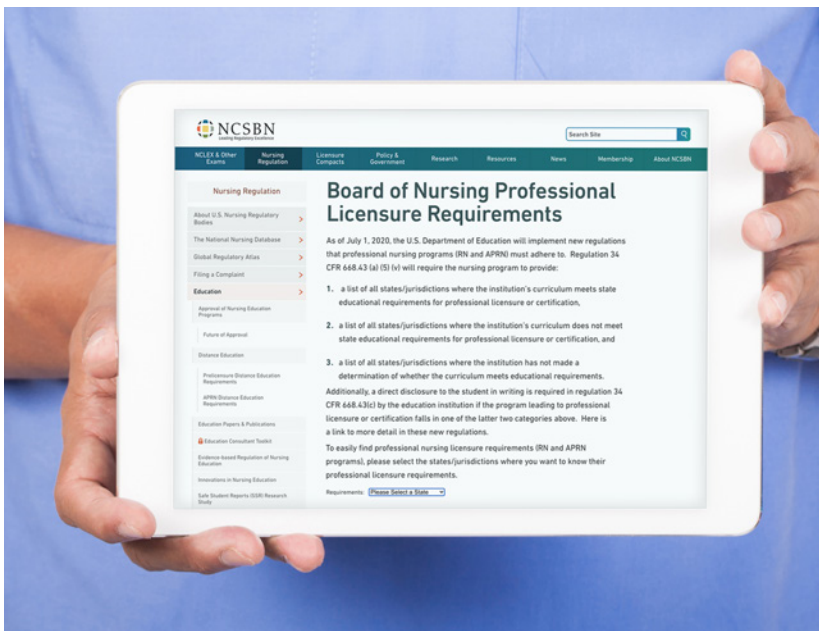 NCSBN
Leading Regulatory Excellence
Search Site
NCLEX & Other
Exams
Nursing
Regulation
Licensure
Compacts
Policy &
Government
Research
Resources
News
Membership
About NCSBN
Nursing Regulation
About U.S. Nursing Regulatory
Bodies
The National Nursing Database
Global Regulatory Atlas
Filing a Complaint
Education
Approval of Nursing Education
Programs
Future of Approval
Distance Education
Prelicensure Distance Education
Requirements
APRN Distance Education
Requirements
Education Papers & Publications
Education Consultant Toolkit
Evidence-based Regulation of Nursing
Education
Innovations in Nursing Education
Safe Student Reports (SSR) Research
Study
Board of Nursing Professional
Licensure Requirements
As of July 1, 2020, the U.S. Department of Education will implement new regulations
that professional nursing programs (RN and APRN) must adhere to. Regulation 34
CFR 668.43 (a) (5) (v) will require the nursing program to provide:
1. a list of all states/jurisdictions where the institution's curriculum meets state
educational requirements for professional licensure or certification,
2. a list of all states/jurisdictions where the institution's curriculum does not meet
state educational requirements for professional licensure or certification, and
3. a list of all states/jurisdictions where the institution has not made a
determination of whether the curriculum meets educational requirements.
Additionally, a direct disclosure to the student in writing is required in regulation 34
CFR 668.43(c) by the education institution if the program leading to professional
licensure or certification falls in one of the latter two categories above. Here is
a link to more detail in these new regulations.
To easily find professional nursing licensure requirements (RN and APRN
programs), please select the states/jurisdictions where you want to know their
professional licensure requirements.
Requirements: Please Select a State